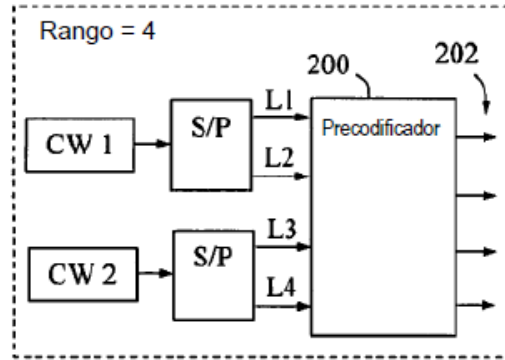 Rango = 4
200
202
CW 1
S/P
L1
L2
Precodificador
CW 2
S/P
L3
L4